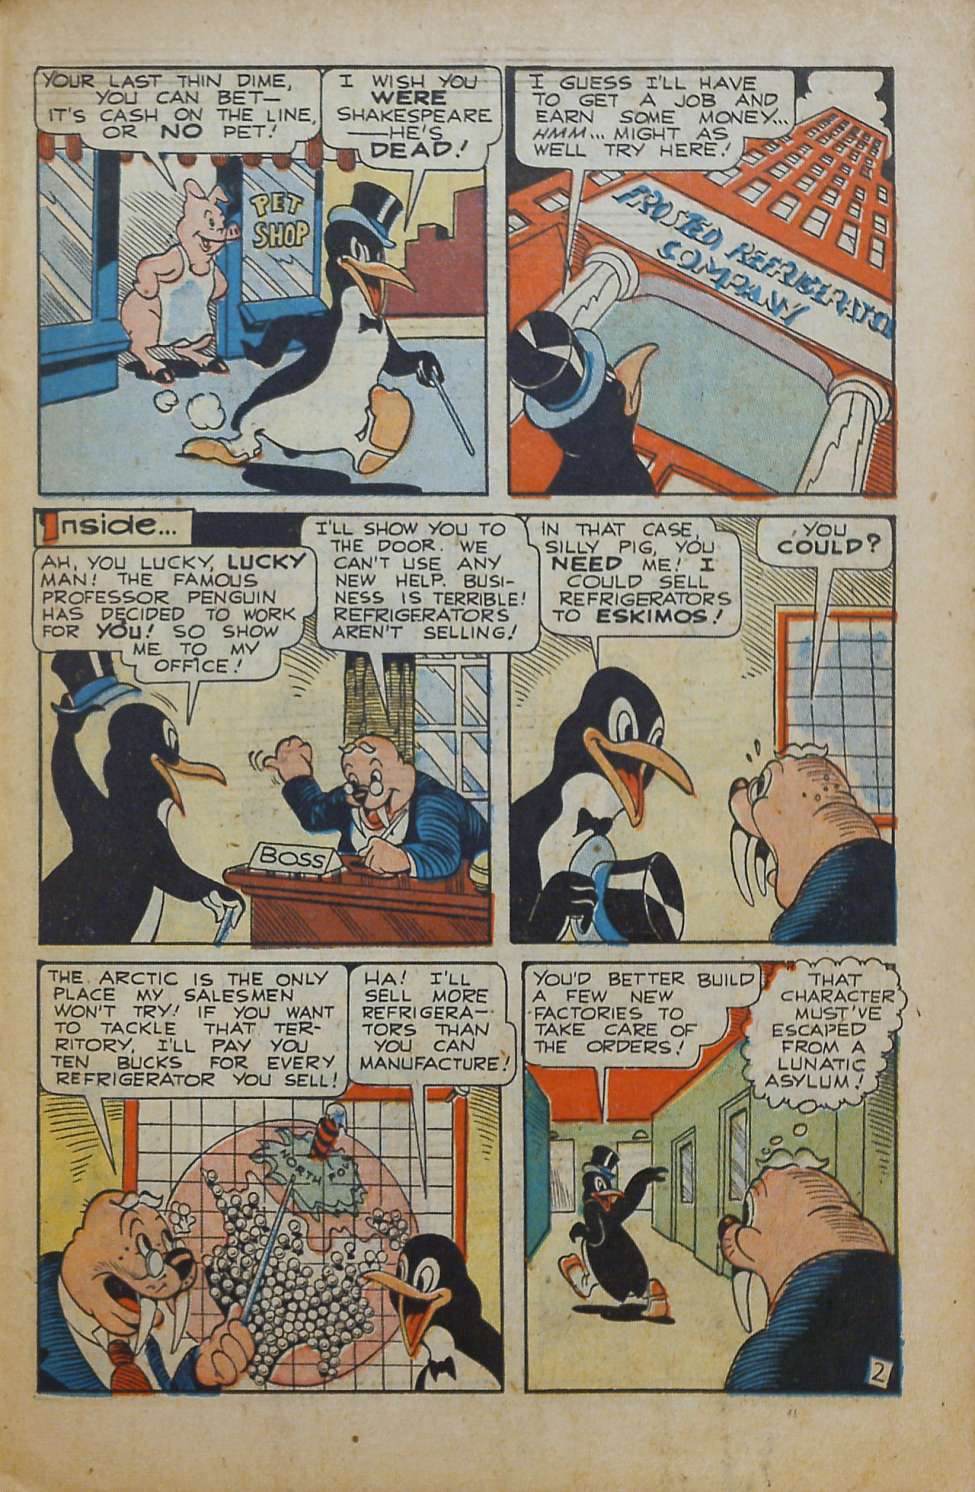 YOUR LAST THIN DIME,
YOU CAN BET—
IT'S CASH ON THE LINE,
OR NO PET!
I WISH YOU
WERE
SHAKESPEARE
—HE'S
DEAD!
PET
SHOP
I GUESS I'LL HAVE
TO GET A JOB AND
EARN SOME MONEY...
HMM... MIGHT AS
WELL TRY HERE!
FROSTED REFRIGERATOR
COMPANY
Inside...
AH, YOU LUCKY, LUCKY
MAN! THE FAMOUS
PROFESSOR PENGUIN
HAS DECIDED TO WORK
FOR YOU! SO SHOW
ME TO MY
OFFICE!
I'LL SHOW YOU TO
THE DOOR. WE
CAN'T USE ANY
NEW HELP. BUSI-
NESS IS TERRIBLE!
REFRIGERATORS
AREN'T SELLING!
BOSS
IN THAT CASE,
SILLY PIG, YOU
NEED ME! I
COULD SELL
REFRIGERATORS
TO ESKIMOS!
YOU
COULD?
THE ARCTIC IS THE ONLY
PLACE MY SALESMEN
WON'T TRY! IF YOU WANT
TO TACKLE THAT TER-
RITORY, I'LL PAY YOU
TEN BUCKS FOR EVERY
REFRIGERATOR YOU SELL!
HA! I'LL
SELL MORE
REFRIGERA-
TORS THAN
YOU CAN
MANUFACTURE!
NORTH POLE
YOU'D BETTER BUILD
A FEW NEW
FACTORIES TO
TAKE CARE OF
THE ORDERS!
THAT
CHARACTER
MUST'VE
ESCAPED
FROM A
LUNATIC
ASYLUM!
2